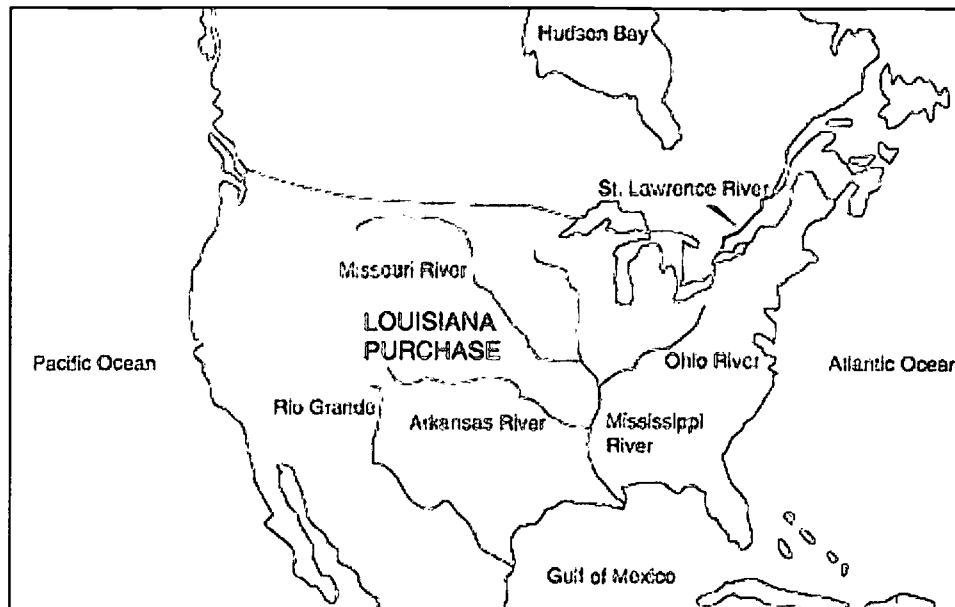 Hudson Bay
St. Lawrence River
Missouri River
LOUISIANA
PURCHASE
Pacific Ocean
Ohio River
Atlantic Ocean
Rio Grande
Arkansas River
Mississippi
River
Gulf of Mexico